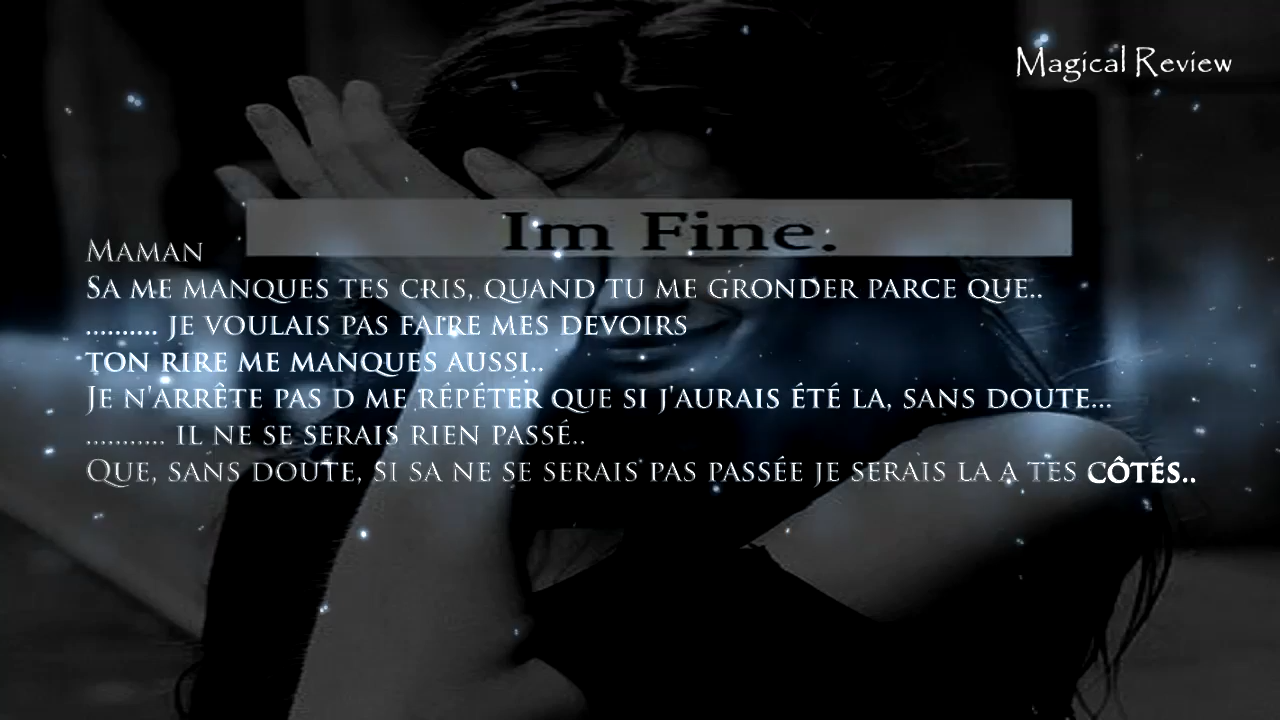 Magical Review
Im Fine.
Maman
Sa me manques tes cris, quand tu me gronder parce que..
.......... je voulais pas faire mes devoirs
ton rire me manques aussi..
Je n'arrête pas d me répéter que si j'aurais été la, sans doute...
........... il ne se serais rien passé..
Que, sans doute, si sa ne se serais pas passée je serais la a tes côtés..